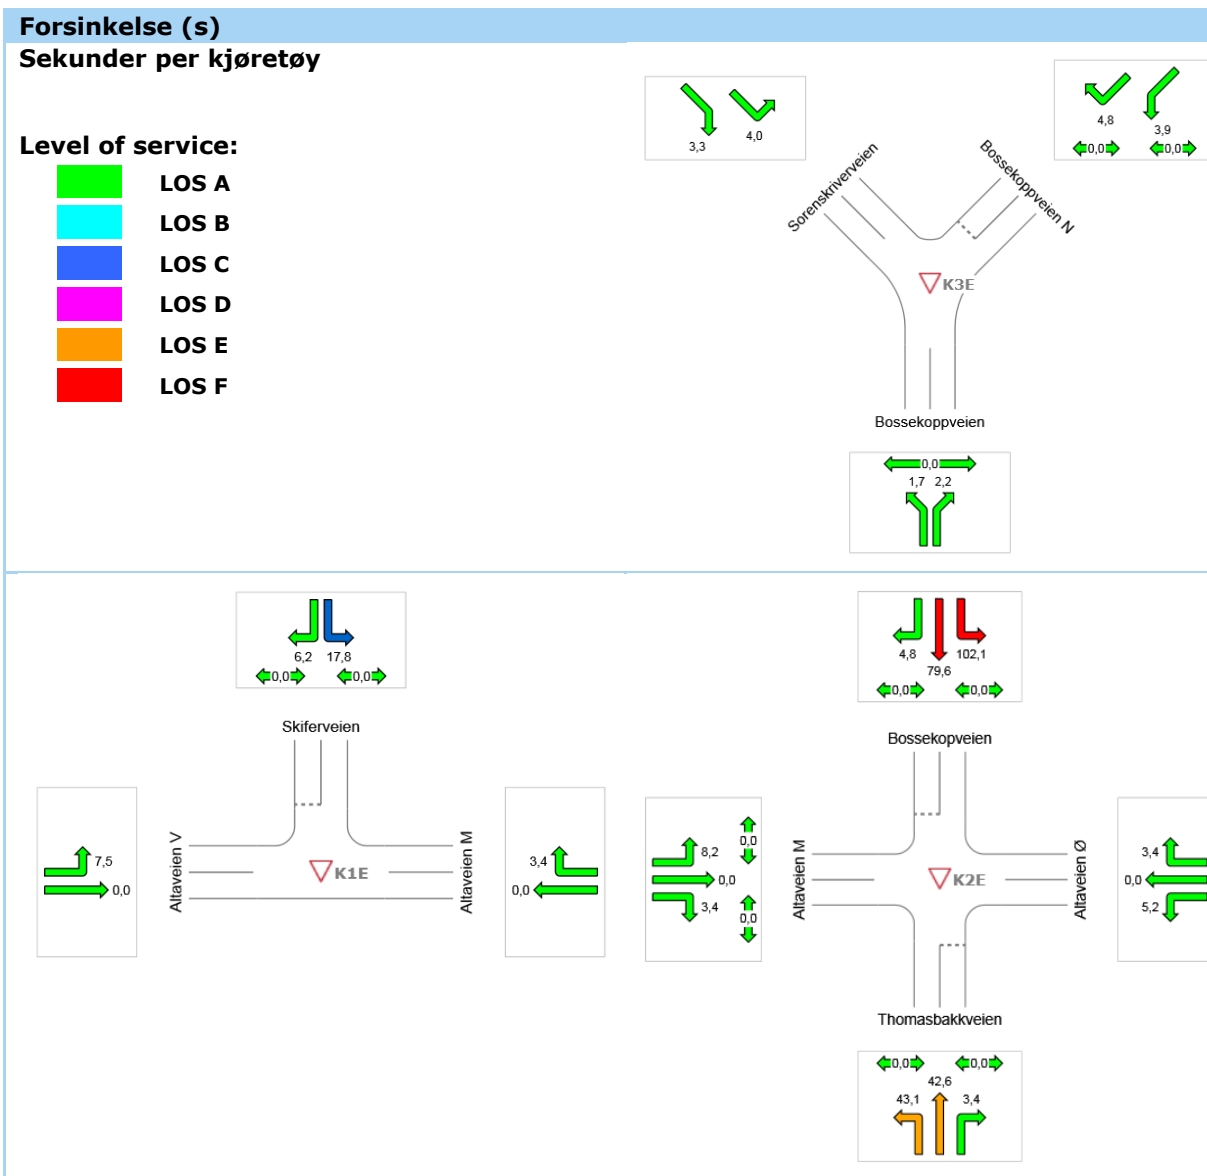 Forsinkelse (s)
Sekunder per kjøretøy
Level of service:
LOS A
LOS B
LOS C
LOS D
LOS E
LOS F
3,3
4,0
4,8
3,9
0,0
0,0
Sorenskriverveien
Bossekoppveien N
K3E
Bossekoppveien
0,0
1,7
2,2
6,2
17,8
0,0
0,0
Skiferveien
7,5
0,0
Altaveien V
K1E
Altaveien M
3,4
0,0
4,8
79,6
102,1
0,0
0,0
Bossekopveien
8,2
0,0
3,4
0,0
0,0
Altaveien M
K2E
Altaveien Ø
3,4
0,0
5,2
Thomasbakkveien
0,0
0,0
43,1
42,6
3,4